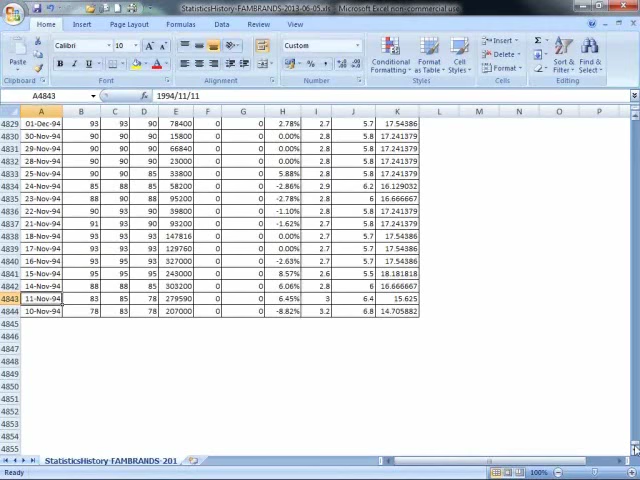 StatisticsHistory-FAMBRANDS-2013-06-05.xls - Microsoft Excel non-commercial use
Home Insert Page Layout Formulas Data Review View
Paste Calibri 10 Custom Conditional Formatting Format as Table Cell Styles Insert Delete Format Sort & Filter Find & Select
Clipboard Font Alignment Number Styles Cells Editing
A4843 fx 1994/11/11
A B C D E F G H I J K L M N O P
4829 01-Dec-94 93 93 90 78400 0 0 2.78% 2.7 5.7 17.54386
4830 30-Nov-94 90 90 90 15800 0 0 0.00% 2.8 5.8 17.241379
4831 29-Nov-94 90 90 90 66840 0 0 0.00% 2.8 5.8 17.241379
4832 28-Nov-94 90 90 90 23000 0 0 0.00% 2.8 5.8 17.241379
4833 25-Nov-94 90 90 85 33800 0 0 5.88% 2.8 5.8 17.241379
4834 24-Nov-94 85 88 85 58200 0 0 -2.86% 2.9 6.2 16.129032
4835 23-Nov-94 88 90 88 95200 0 0 -2.78% 2.8 6 16.666667
4836 22-Nov-94 90 93 90 39800 0 0 -1.10% 2.8 5.8 17.241379
4837 21-Nov-94 91 93 90 93200 0 0 -1.62% 2.7 5.8 17.241379
4838 18-Nov-94 93 93 93 147816 0 0 0.00% 2.7 5.7 17.54386
4839 17-Nov-94 93 93 93 129760 0 0 0.00% 2.7 5.7 17.54386
4840 16-Nov-94 93 95 93 327000 0 0 -2.63% 2.7 5.7 17.54386
4841 15-Nov-94 95 95 92 243000 0 0 8.57% 2.6 5.5 18.181818
4842 14-Nov-94 88 88 85 303200 0 0 6.06% 2.8 6 16.666667
4843 11-Nov-94 83 85 78 279590 0 0 6.45% 3 6.4 15.625
4844 10-Nov-94 78 83 78 207000 0 0 -8.82% 3.2 6.8 14.705882
4845
4846
4847
4848
4849
4850
4851
4852
4853
4854
4855
StatisticsHistory-FAMBRANDS-201
Ready 100%